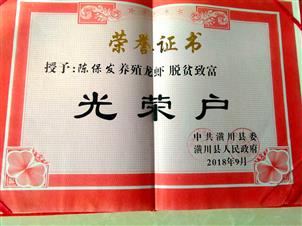 荣誉证书
授予:陈保发养殖龙虾 脱贫致富
光荣户
中共潢川县委
潢川县人民政府
2018年9月